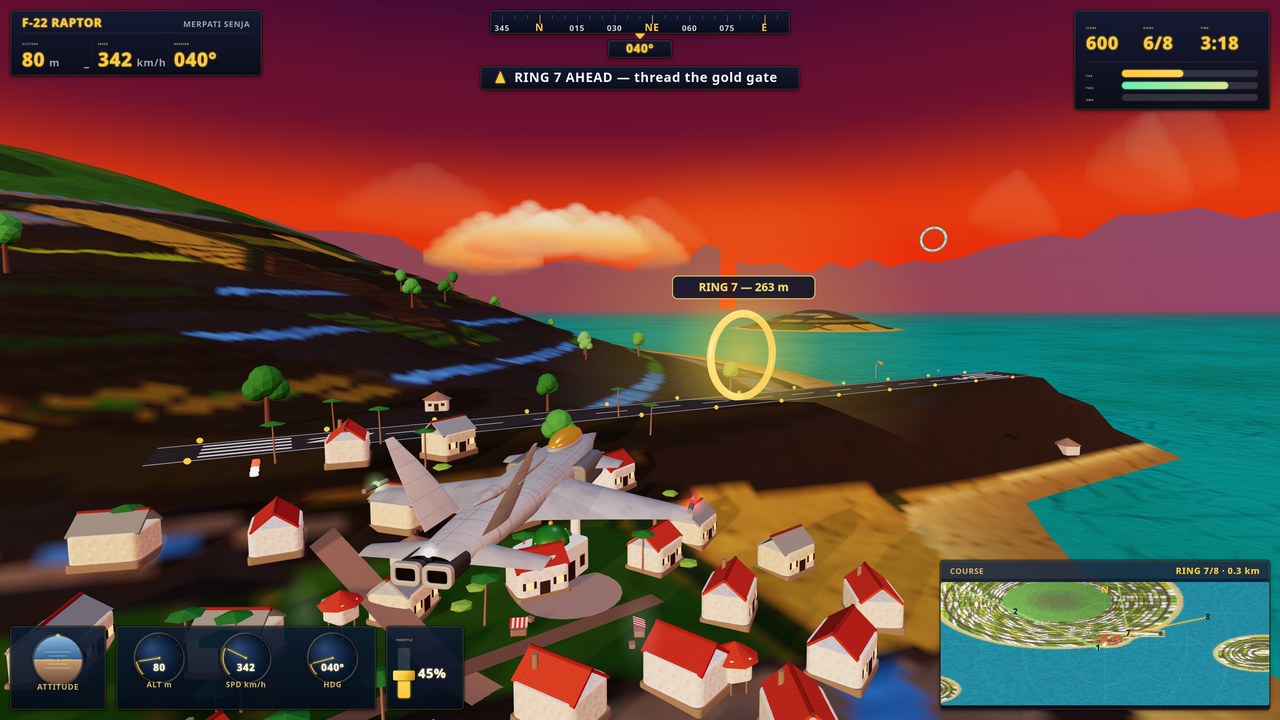 F-22 RAPTOR
MERPATI SENJA
80 m
342 km/h
040°
345 N 015 030 NE 060 075 E
040°
RING 7 AHEAD — thread the gold gate
600 6/8 3:18
RING 7 — 263 m
ATTITUDE
80
ALT m
342
SPD km/h
040°
HDG
45%
COURSE
RING 7/8 · 0.3 km
N
2
7
8
1